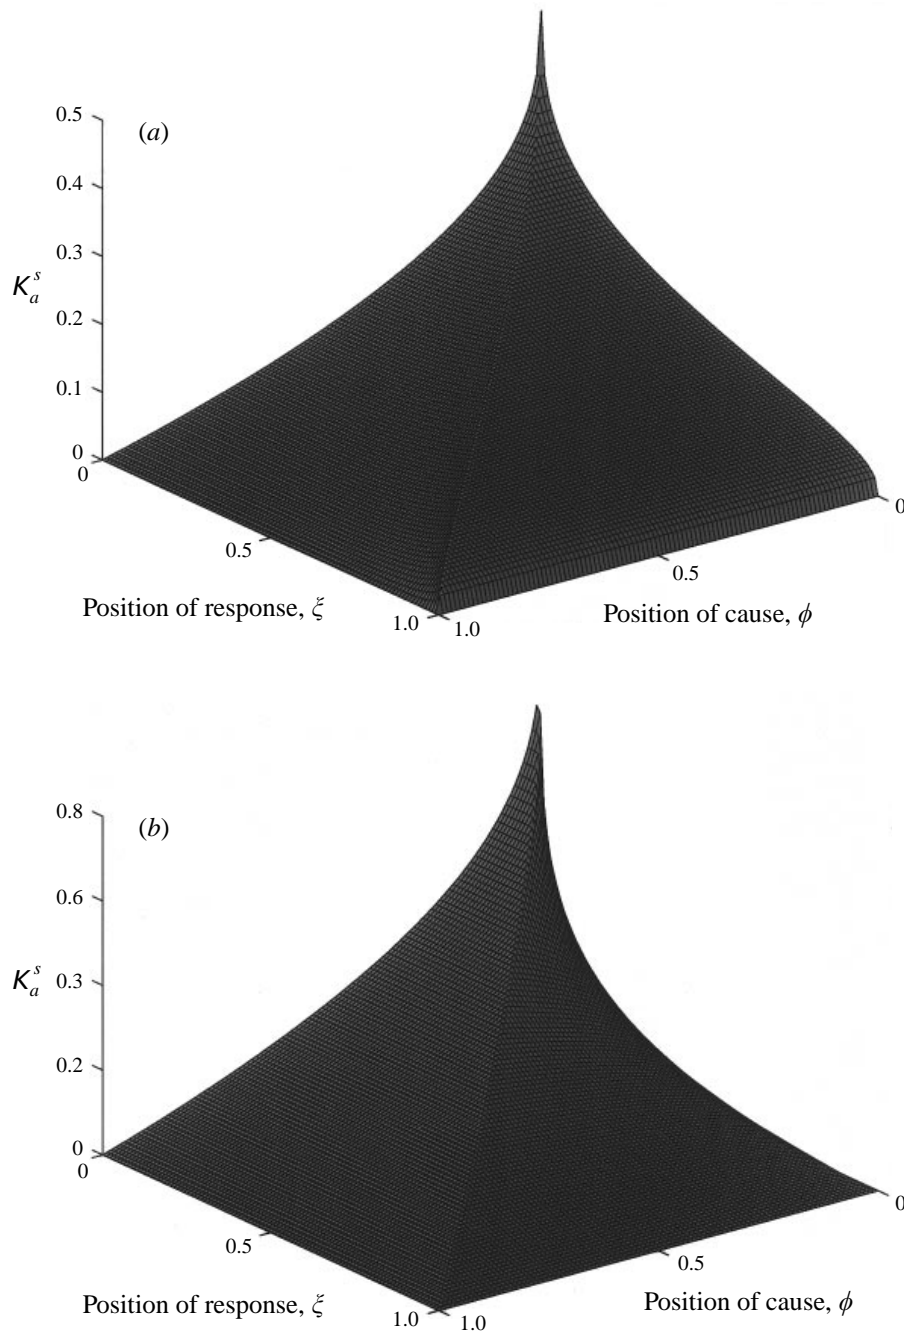 0.5
(a)
0.4
0.3
K_a^s
0.2
0.1
0
0
0
0.5
0.5
Position of response, ξ
Position of cause, ϕ
1.0
1.0
0.8
(b)
0.6
K_a^s 0.3
0.2
0
0
0
0.5
0.5
Position of response, ξ
Position of cause, ϕ
1.0
1.0